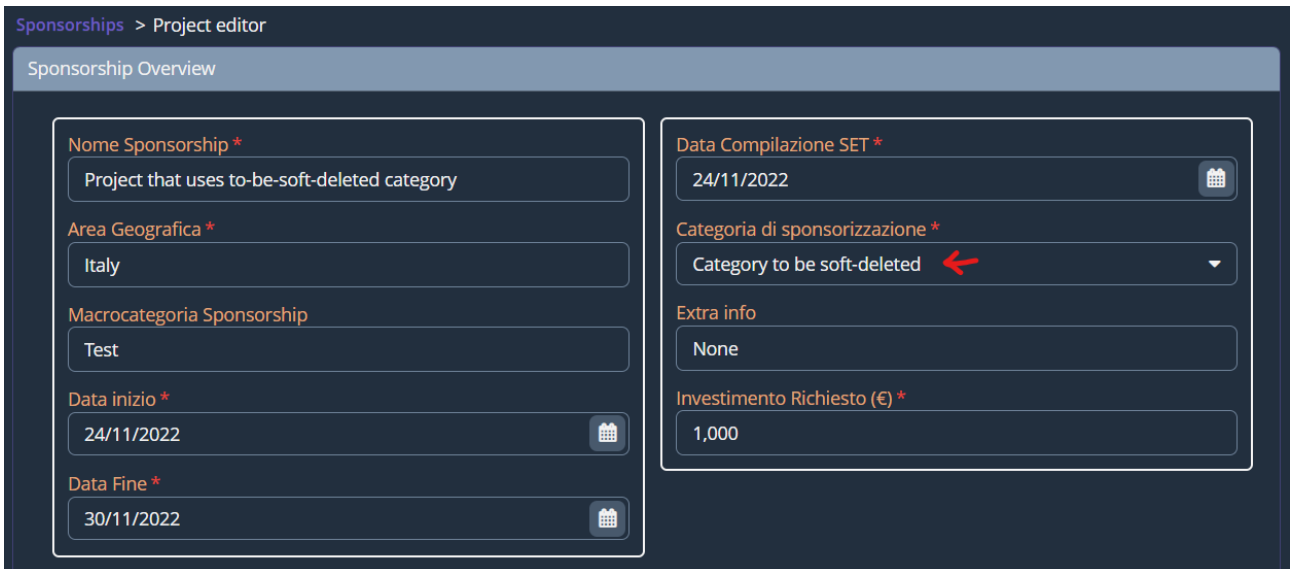 Sponsorships > Project editor
Sponsorship Overview
Nome Sponsorship *
Project that uses to-be-soft-deleted category
Area Geografica *
Italy
Macrocategoria Sponsorship
Test
Data inizio *
24/11/2022
Data Fine *
30/11/2022
Data Compilazione SET *
24/11/2022
Categoria di sponsorizzazione *
Category to be soft-deleted
Extra info
None
Investimento Richiesto (€) *
1,000